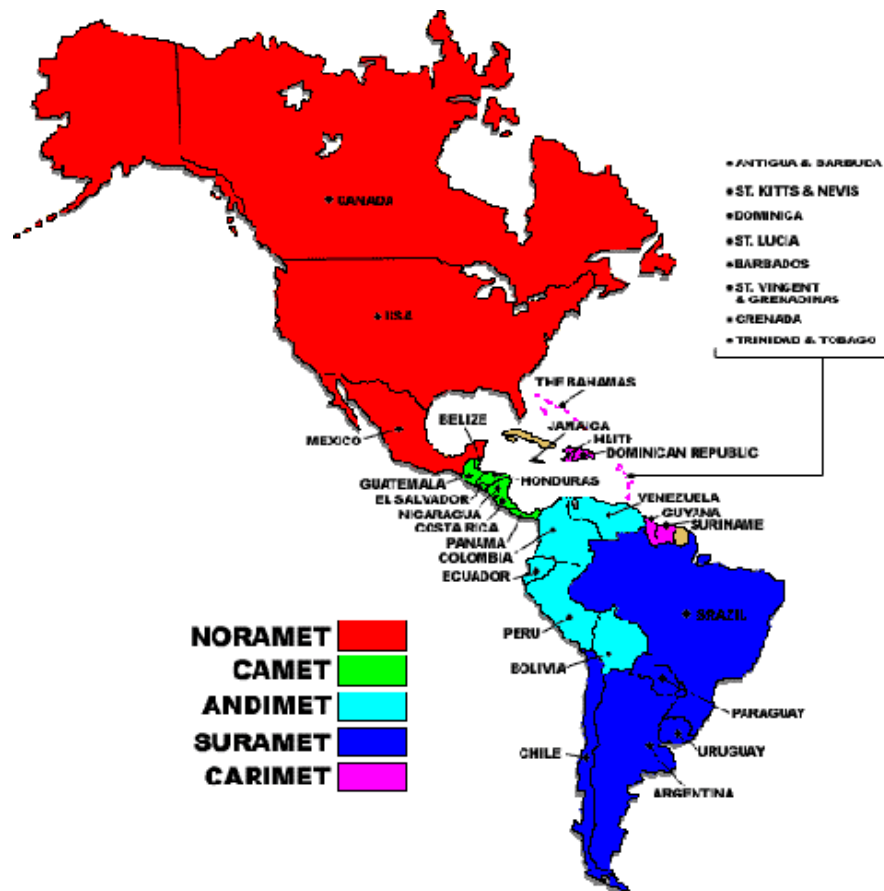 • ANTIGUA & BARBUDA
• ST. KITTS & NEVIS
• DOMINICA
• ST. LUCIA
• BARBADOS
• ST. VINCENT
& GRENADINAS
• GRENADA
• TRINIDAD & TOBAGO
CANADA
USA
THE BAHAMAS
JAMAICA
BELIZE
HAITI
MEXICO
DOMINICAN REPUBLIC
GUATEMALA
HONDURAS
EL SALVADOR
VENEZUELA
NICARAGUA
GUYANA
COSTA RICA
SURINAME
PANAMA
COLOMBIA
ECUADOR
BRAZIL
PERU
BOLIVIA
NORAMET
CAMET
ANDIMET
PARAGUAY
SURAMET
URUGUAY
CHILE
CARIMET
ARGENTINA